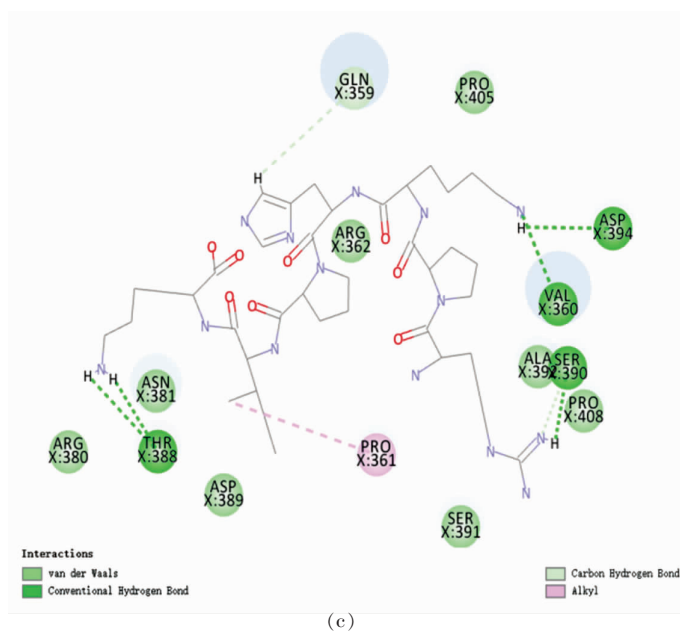 GLN
X:359
PRO
X:405
H
N
N
N
H
ASP
X:394
N
ARG
X:362
N
O
O
O
O
N
O
VAL
X:360
O
O
N
N
O
N
N
ALA
X:392
SER
X:390
N
H
H
ASN
X:381
N
PRO
X:408
ARG
X:380
THR
X:388
PRO
X:361
N
N
H
ASP
X:389
N
SER
X:391
Interactions
van der Waals
Conventional Hydrogen Bond
Carbon Hydrogen Bond
Alkyl
(c)